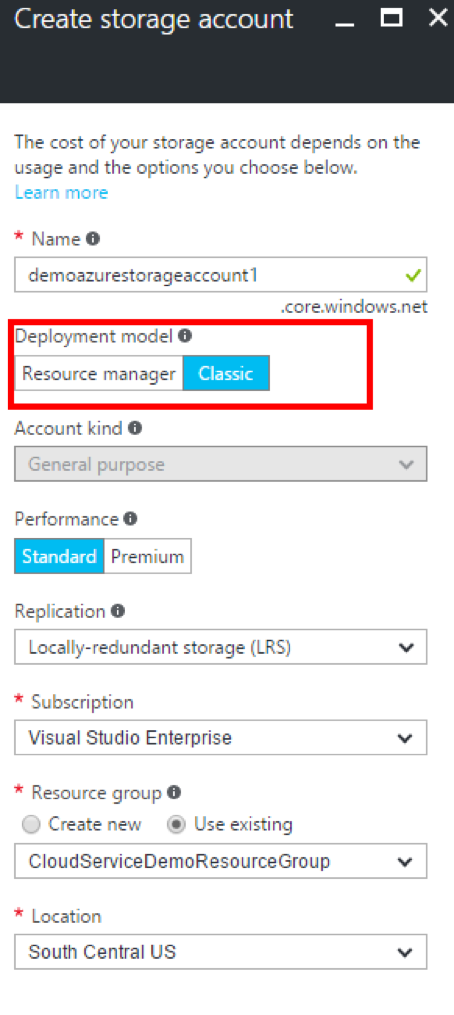 Create storage account
The cost of your storage account depends on the
usage and the options you choose below.
Learn more
* Name
demoazurestorageaccount1
.core.windows.net
Deployment model
Resource manager Classic
Account kind
General purpose
Performance
Standard Premium
Replication
Locally-redundant storage (LRS)
* Subscription
Visual Studio Enterprise
* Resource group
Create new Use existing
CloudServiceDemoResourceGroup
* Location
South Central US